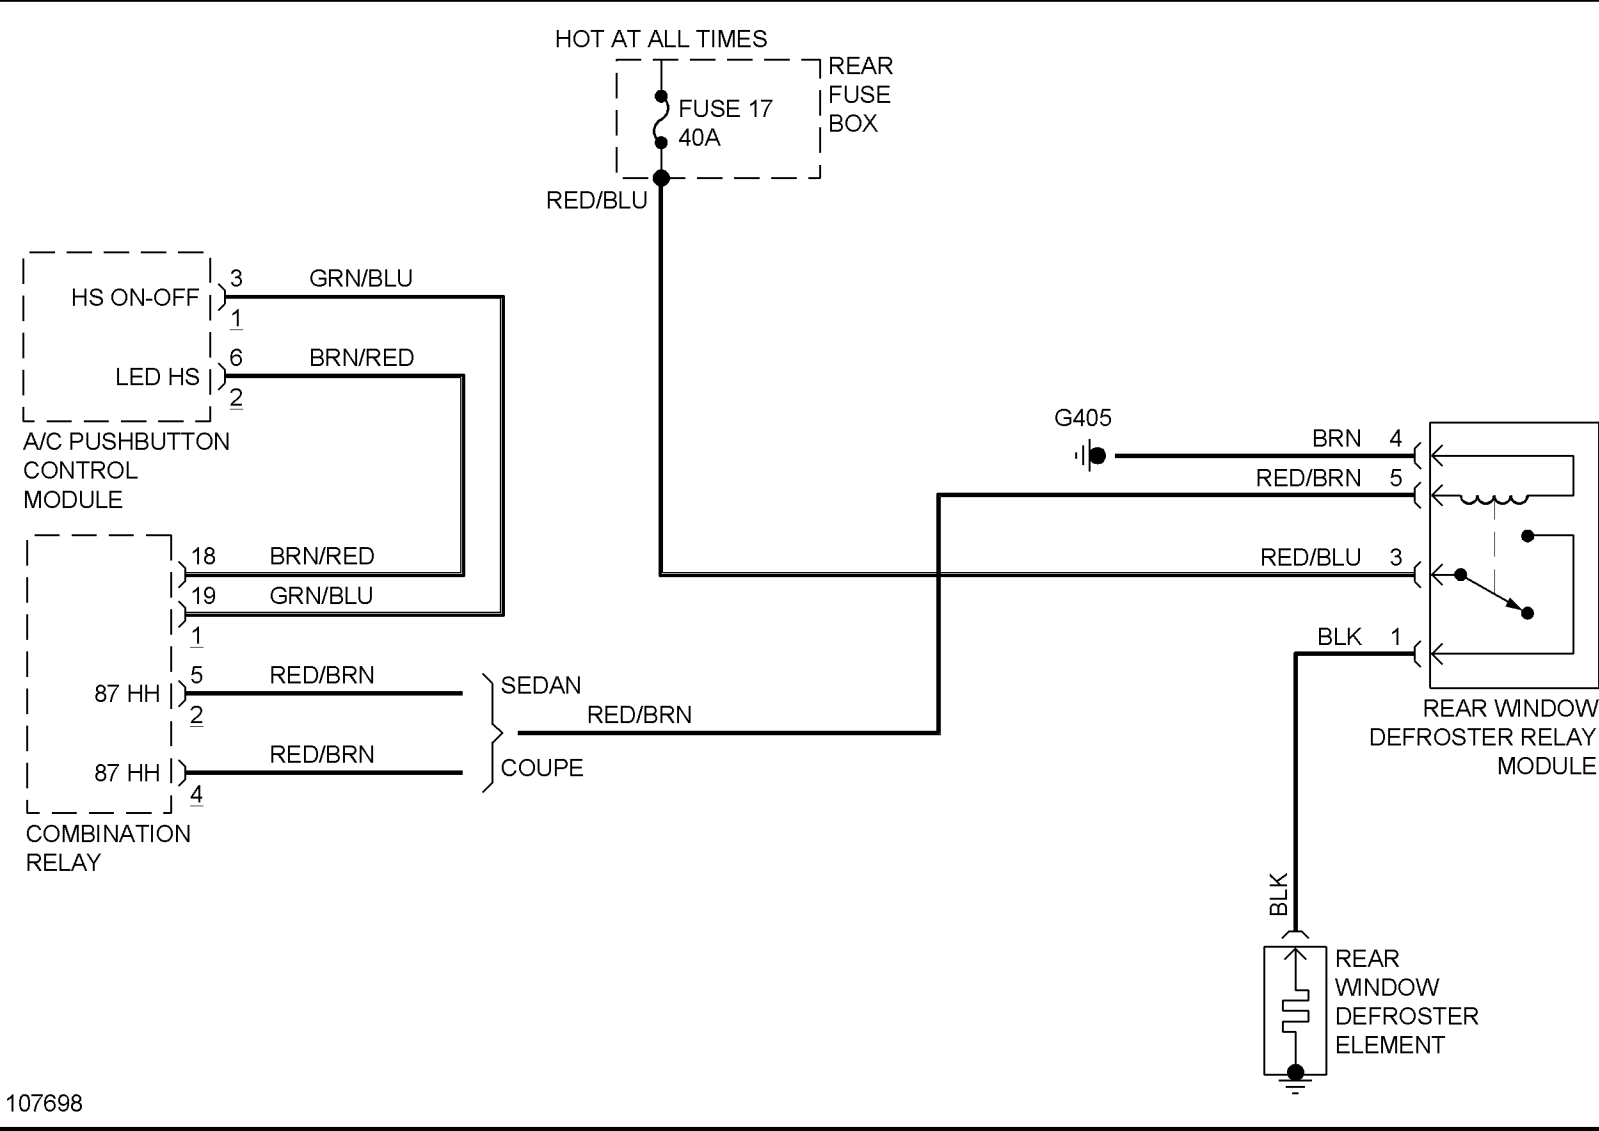 HOT AT ALL TIMES
REAR
FUSE
BOX
FUSE 17
40A
RED/BLU
HS ON-OFF
3
GRN/BLU
1
LED HS
6
BRN/RED
2
A/C PUSHBUTTON
CONTROL
MODULE
18
BRN/RED
19
GRN/BLU
1
87 HH
5
RED/BRN
2
SEDAN
RED/BRN
87 HH
RED/BRN
4
COUPE
COMBINATION
RELAY
G405
BRN 4
RED/BRN 5
RED/BLU 3
BLK 1
REAR WINDOW
DEFROSTER RELAY
MODULE
BLK
REAR
WINDOW
DEFROSTER
ELEMENT
107698